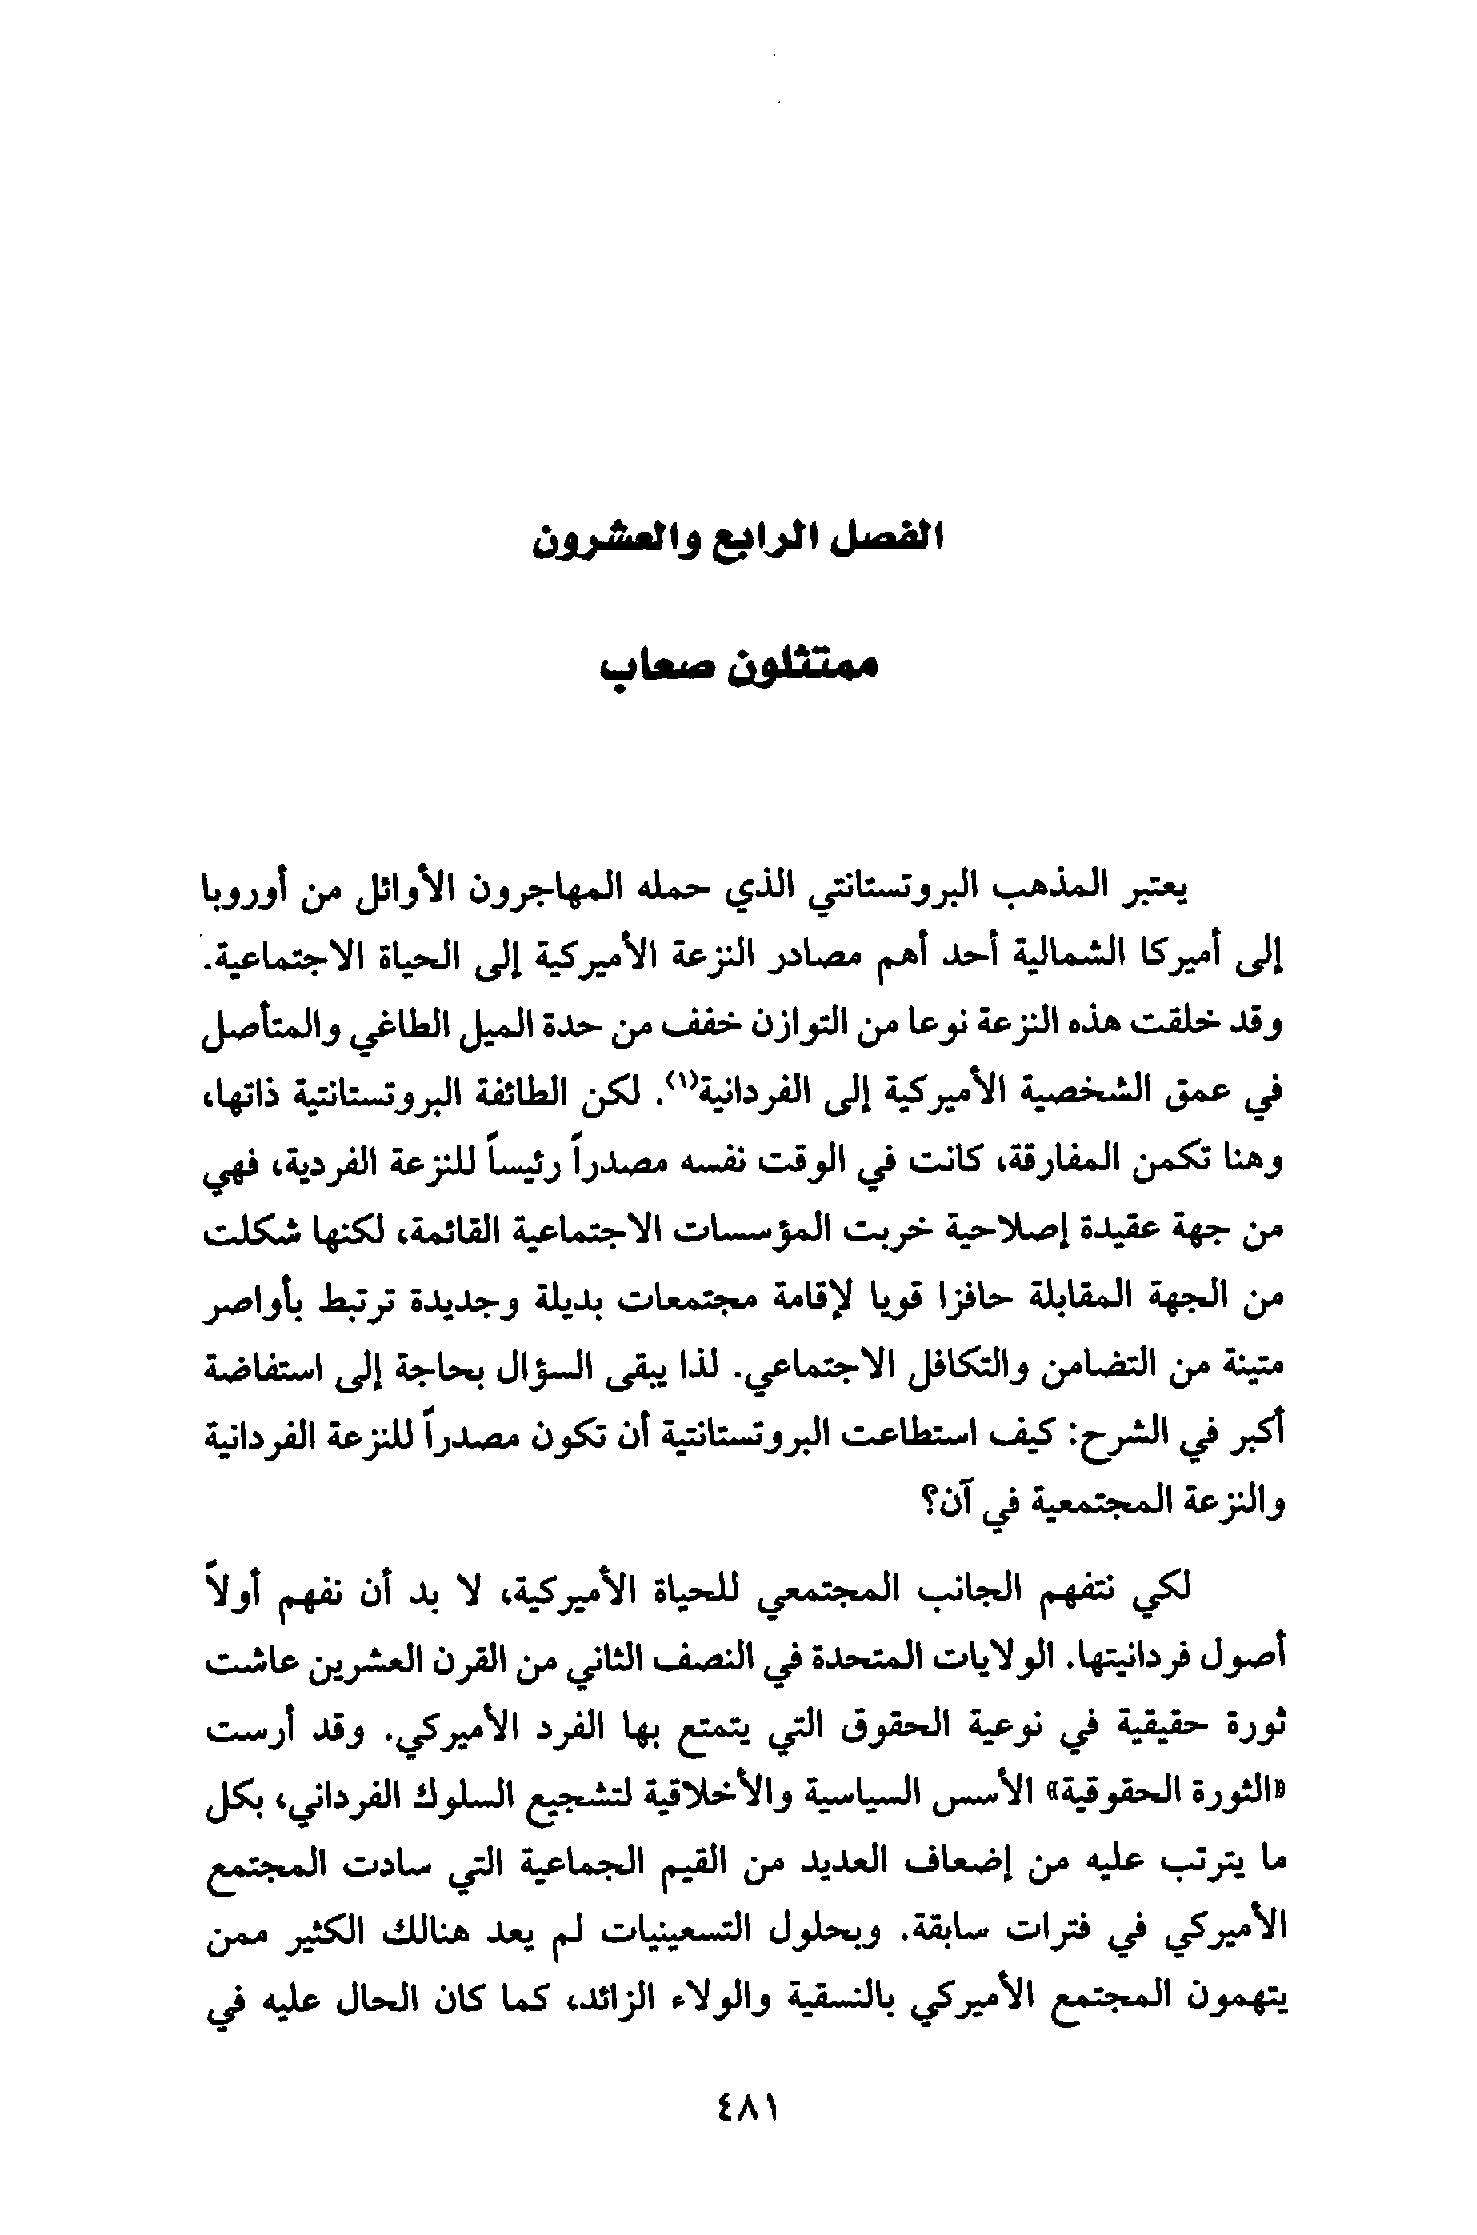 الفصل الرابع والعشرون
ممتثلون صعاب
يعتبر المذهب البروتستانتي الذي حمله المهاجرون الأوائل من أوروبا
إلى أميركا الشمالية أحد أهم مصادر النزعة الأميركية إلى الحياة الاجتماعية.
وقد خلقت هذه النزعة نوعا من التوازن خفف من حدة الميل الطاغي والمتأصل
في عمق الشخصية الأميركية إلى الفردانية(١). لكن الطائفة البروتستانتية ذاتها،
وهنا تكمن المفارقة، كانت في الوقت نفسه مصدراً رئيساً للنزعة الفردية، فهي
من جهة عقيدة إصلاحية خربت المؤسسات الاجتماعية القائمة، لكنها شكلت
من الجهة المقابلة حافزا قويا لإقامة مجتمعات بديلة وجديدة ترتبط بأواصر
متينة من التضامن والتكافل الاجتماعي. لذا يبقى السؤال بحاجة إلى استفاضة
أكبر في الشرح: كيف استطاعت البروتستانتية أن تكون مصدراً للنزعة الفردانية
والنزعة المجتمعية في آن؟
لكي نتفهم الجانب المجتمعي للحياة الأميركية، لا بد أن نفهم أولاً
أصول فردانيتها. الولايات المتحدة في النصف الثاني من القرن العشرين عاشت
ثورة حقيقية في نوعية الحقوق التي يتمتع بها الفرد الأميركي. وقد أرست
«الثورة الحقوقية» الأسس السياسية والأخلاقية لتشجيع السلوك الفرداني، بكل
ما يترتب عليه من إضعاف العديد من القيم الجماعية التي سادت المجتمع
الأميركي في فترات سابقة. وبحلول التسعينيات لم يعد هنالك الكثير ممن
يتهمون المجتمع الأميركي بالنسقية والولاء الزائد، كما كان الحال عليه في
٤٨١